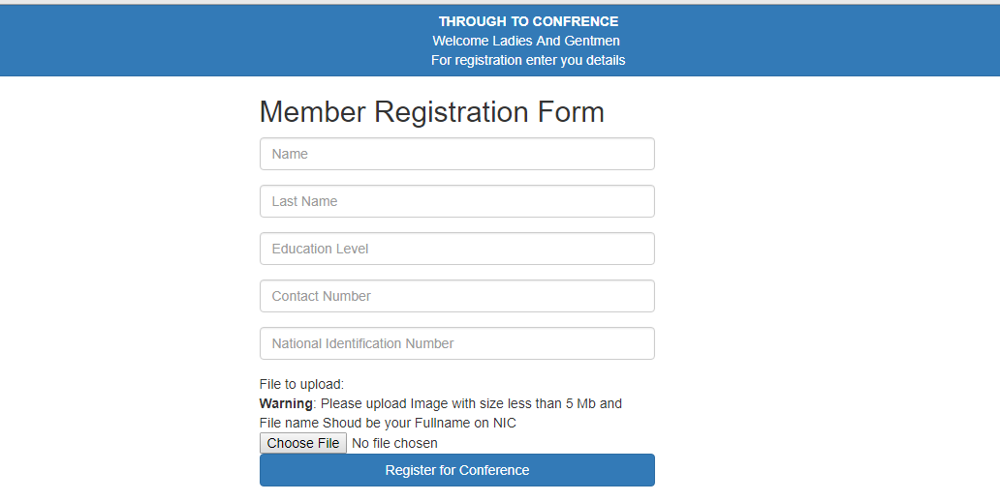 THROUGH TO CONFRENCE
Welcome Ladies And Gentmen
For registration enter you details
Member Registration Form
Name
Last Name
Education Level
Contact Number
National Identification Number
File to upload:
Warning: Please upload Image with size less than 5 Mb and
File name Shoud be your Fullname on NIC
Choose File No file chosen
Register for Conference